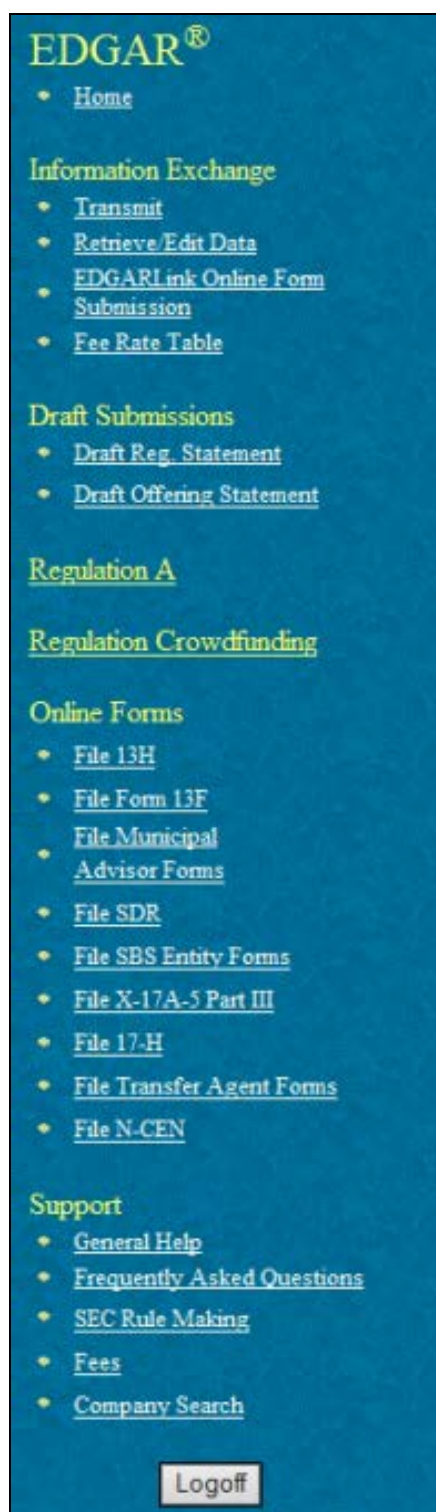 EDGAR®
Home
Information Exchange
Transmit
Retrieve/Edit Data
EDGARLink Online Form
Submission
Fee Rate Table
Draft Submissions
Draft Reg. Statement
Draft Offering Statement
Regulation A
Regulation Crowdfunding
Online Forms
File 13H
File Form 13F
File Municipal
Advisor Forms
File SDR
File SBS Entity Forms
File X-17A-5 Part III
File 17-H
File Transfer Agent Forms
File N-CEN
Support
General Help
Frequently Asked Questions
SEC Rule Making
Fees
Company Search
Logoff